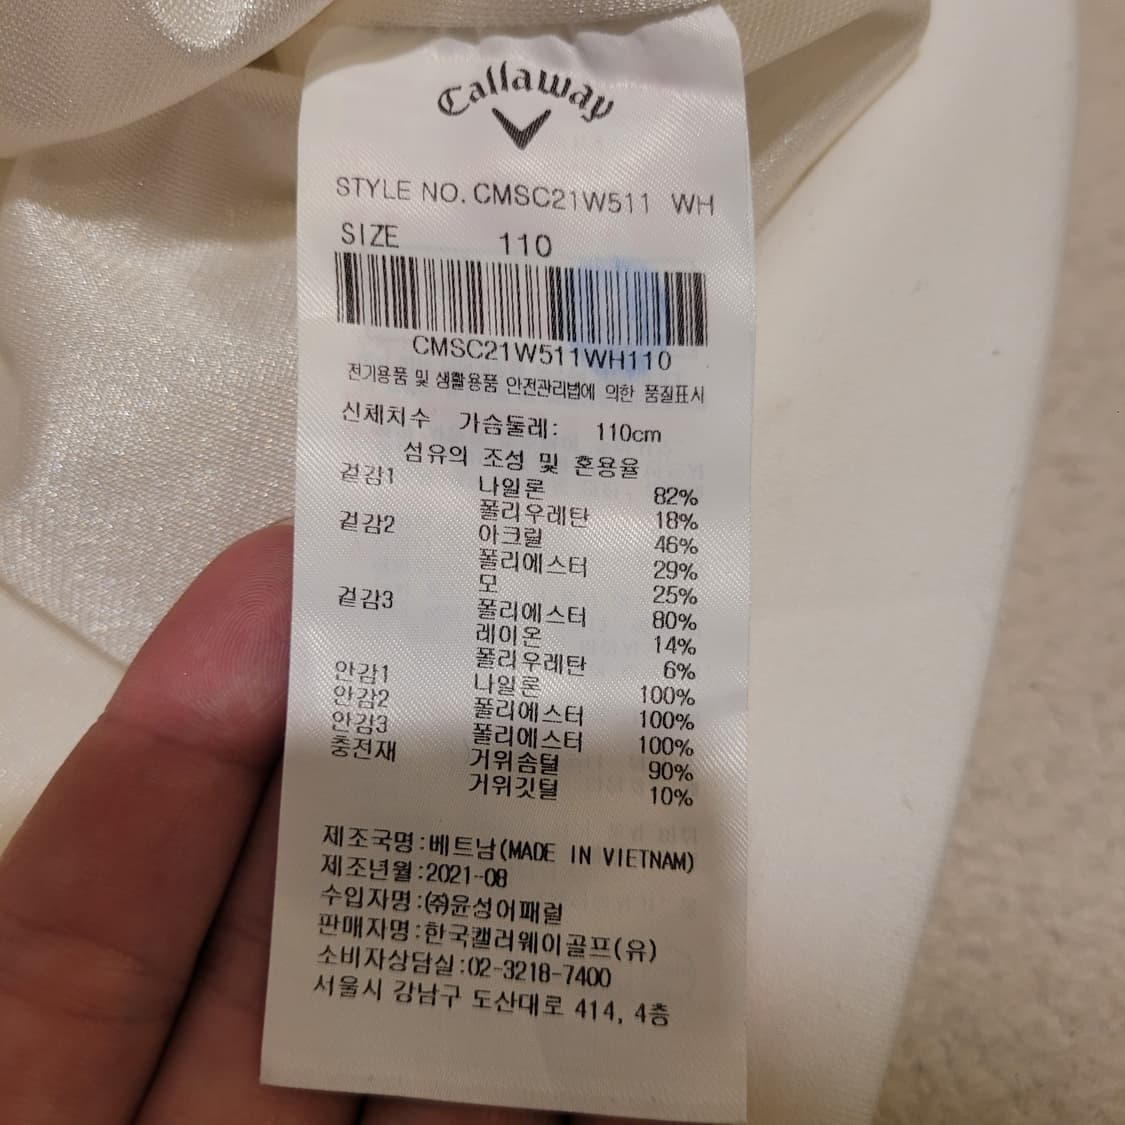 Callaway
STYLE NO. CMSC21W511 WH
SIZE 110
CMSC21W511WH110
전기용품 및 생활용품 안전관리법에 의한 품질표시
신체치수 가슴둘레: 110cm
섬유의 조성 및 혼용율
겉감1 나일론 82%
폴리우레탄 18%
겉감2 아크릴 46%
폴리에스터 29%
모 25%
겉감3 폴리에스터 80%
레이온 14%
폴리우레탄 6%
안감1 나일론 100%
안감2 폴리에스터 100%
안감3 폴리에스터 100%
충전재 거위솜털 90%
거위깃털 10%
제조국명:베트남(MADE IN VIETNAM)
제조년월:2021-08
수입자명:㈜윤성어패럴
판매자명:한국캘러웨이골프(유)
소비자상담실:02-3218-7400
서울시 강남구 도산대로 414, 4층